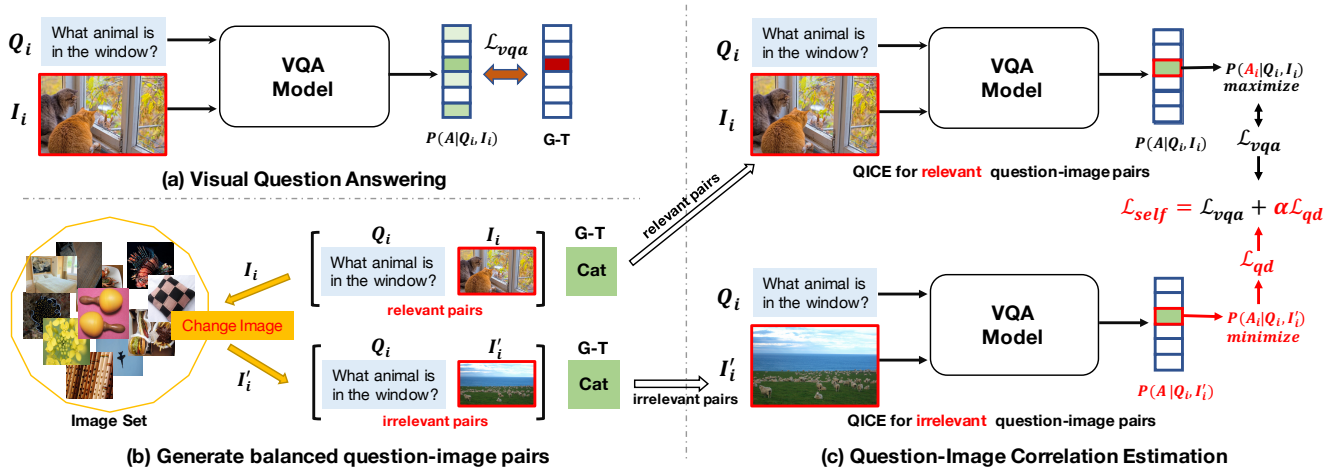 Q_i
What animal is
in the window?
I_i
VQA
Model
ℒ_vqa
P(A|Q_i, I_i)
G-T
(a) Visual Question Answering
I_i
Change Image
I'_i
Image Set
Q_i
I_i
G-T
What animal is
in the window?
Cat
relevant pairs
Q_i
I'_i
G-T
What animal is
in the window?
Cat
irrelevant pairs
(b) Generate balanced question-image pairs
relevant pairs
irrelevant pairs
Q_i
What animal is
in the window?
I_i
VQA
Model
P(A|Q_i, I_i)
P(A_i|Q_i, I_i)
maximize
ℒ_vqa
QICE for relevant question-image pairs
ℒ_self = ℒ_vqa + αℒ_qd
ℒ_qd
Q_i
What animal is
in the window?
I'_i
VQA
Model
P(A_i|Q_i, I'_i)
minimize
P(A |Q_i, I'_i)
QICE for irrelevant question-image pairs
(c) Question-Image Correlation Estimation